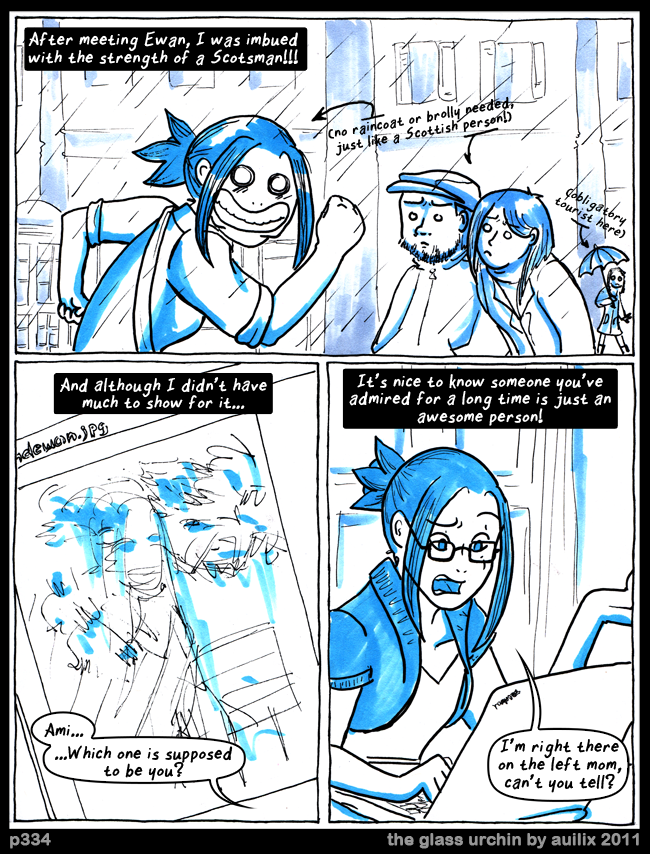 After meeting Ewan, I was imbued
with the strength of a Scotsman!!!
(no raincoat or brolly needed,
just like a Scottish person!)
(obligatory
tourist here)
And although I didn't have
much to show for it...
It's nice to know someone you've
admired for a long time is just an
awesome person!
Ami...
...Which one is supposed
to be you?
I'm right there
on the left mom,
can't you tell?
p334
the glass urchin by auilix 2011